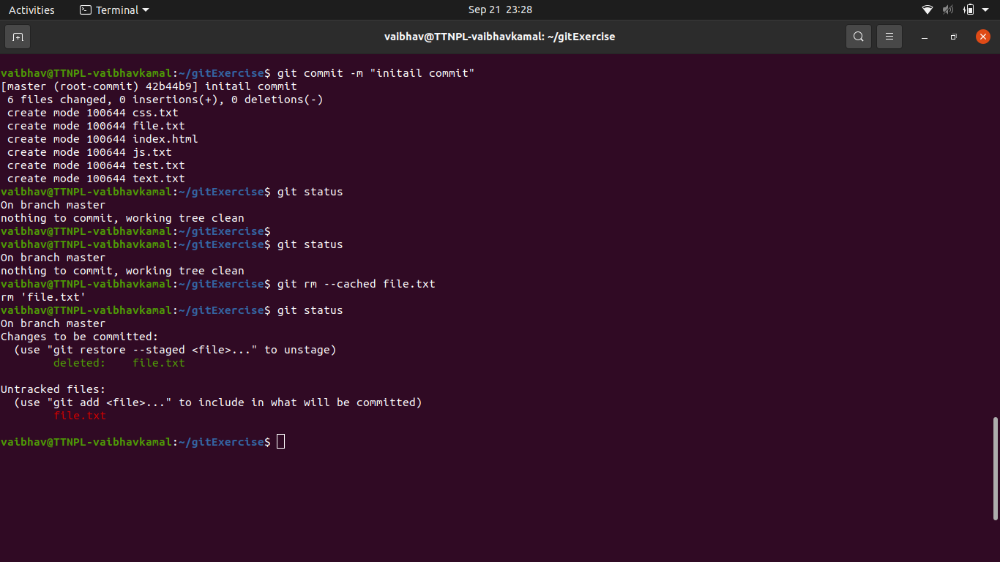 Activities Terminal Sep 21 23:28
vaibhav@TTNPL-vaibhavkamal: ~/gitExercise
vaibhav@TTNPL-vaibhavkamal:~/gitExercise$ git commit -m "initail commit"
[master (root-commit) 42b44b9] initail commit
 6 files changed, 0 insertions(+), 0 deletions(-)
 create mode 100644 css.txt
 create mode 100644 file.txt
 create mode 100644 index.html
 create mode 100644 js.txt
 create mode 100644 test.txt
 create mode 100644 text.txt
vaibhav@TTNPL-vaibhavkamal:~/gitExercise$ git status
On branch master
nothing to commit, working tree clean
vaibhav@TTNPL-vaibhavkamal:~/gitExercise$
vaibhav@TTNPL-vaibhavkamal:~/gitExercise$ git status
On branch master
nothing to commit, working tree clean
vaibhav@TTNPL-vaibhavkamal:~/gitExercise$ git rm --cached file.txt
rm 'file.txt'
vaibhav@TTNPL-vaibhavkamal:~/gitExercise$ git status
On branch master
Changes to be committed:
  (use "git restore --staged <file>..." to unstage)
        deleted:    file.txt
Untracked files:
  (use "git add <file>..." to include in what will be committed)
        file.txt
vaibhav@TTNPL-vaibhavkamal:~/gitExercise$